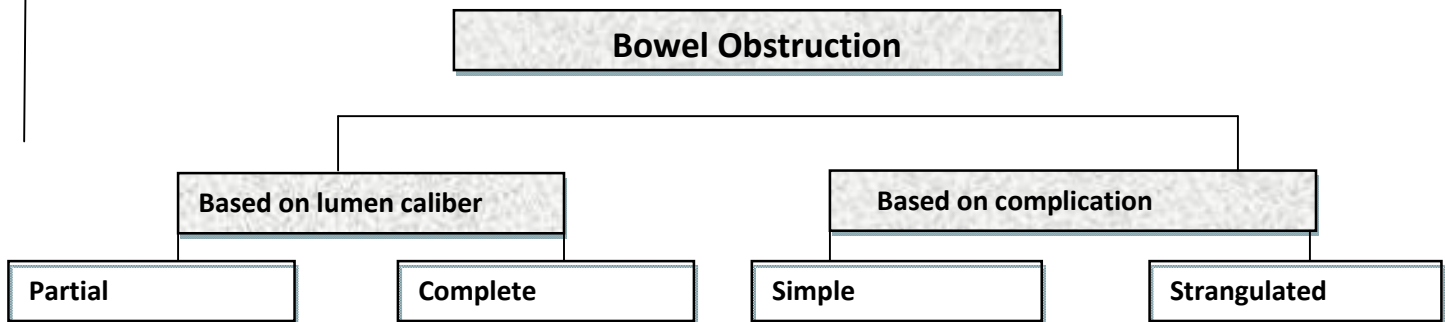 Bowel Obstruction
Based on lumen caliber
Based on complication
Partial
Complete
Simple
Strangulated